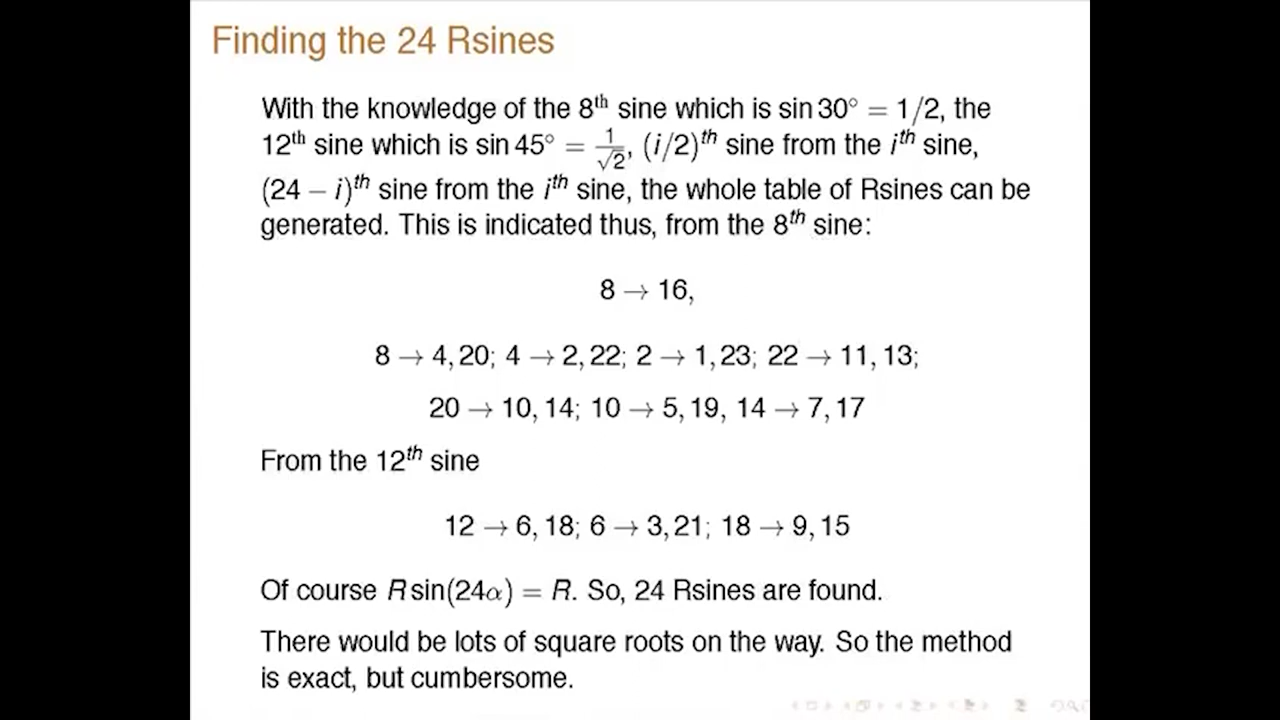 Finding the 24 Rsines
With the knowledge of the 8th sine which is sin 30° = 1/2, the
12th sine which is sin 45° = 1/√2, (i/2)th sine from the ith sine,
(24 − i)th sine from the ith sine, the whole table of Rsines can be
generated. This is indicated thus, from the 8th sine:
8 → 16,
8 → 4, 20; 4 → 2, 22; 2 → 1, 23; 22 → 11, 13;
20 → 10, 14; 10 → 5, 19, 14 → 7, 17
From the 12th sine
12 → 6, 18; 6 → 3, 21; 18 → 9, 15
Of course R sin(24α) = R. So, 24 Rsines are found.
There would be lots of square roots on the way. So the method
is exact, but cumbersome.